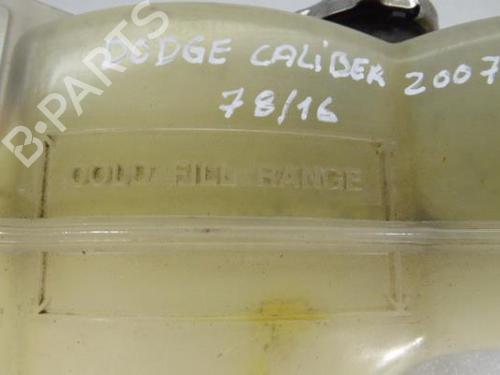 DODGE CALIBER 2007
78/16
B-PARTS
COLD FILL RANGE